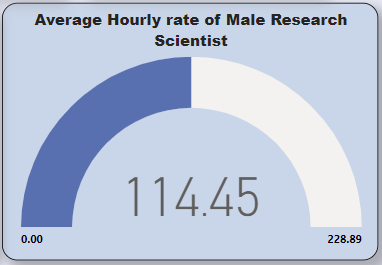 Average Hourly rate of Male Research
Scientist
114.45
0.00
228.89